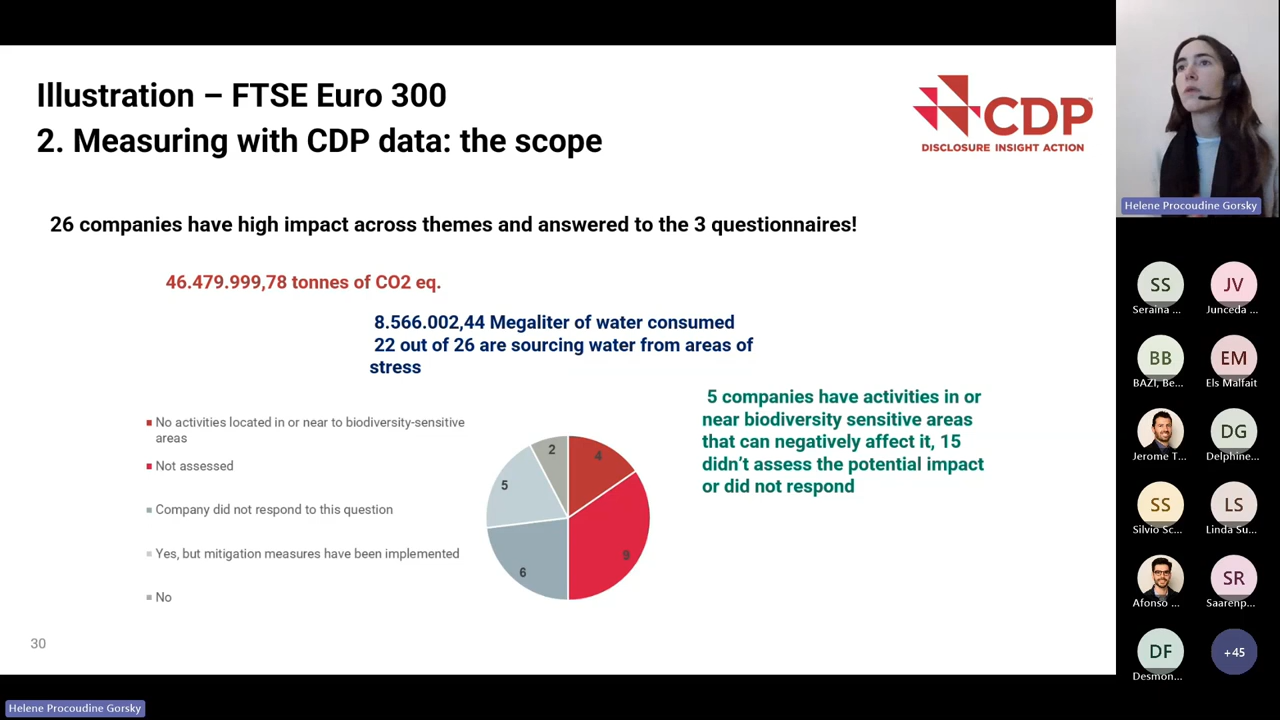 Illustration – FTSE Euro 300
2. Measuring with CDP data: the scope
CDP
DISCLOSURE INSIGHT ACTION
26 companies have high impact across themes and answered to the 3 questionnaires!
46.479.999,78 tonnes of CO2 eq.
8.566.002,44 Megaliter of water consumed
22 out of 26 are sourcing water from areas of
stress
5 companies have activities in or
near biodiversity sensitive areas
that can negatively affect it, 15
didn’t assess the potential impact
or did not respond
No activities located in or near to biodiversity-sensitive
areas
Not assessed
Company did not respond to this question
Yes, but mitigation measures have been implemented
No
2
4
5
9
6
30
Helene Procoudine Gorsky
Helene Procoudine Gorsky
SS
JV
Seraina ...
Junceda ...
BB
EM
BAZI, Be...
Els Malfait
DG
Jerome T...
Delphine...
SS
LS
Silvio Sc...
Linda Su...
SR
Afonso ...
Saarenp...
DF
+45
Desmon...